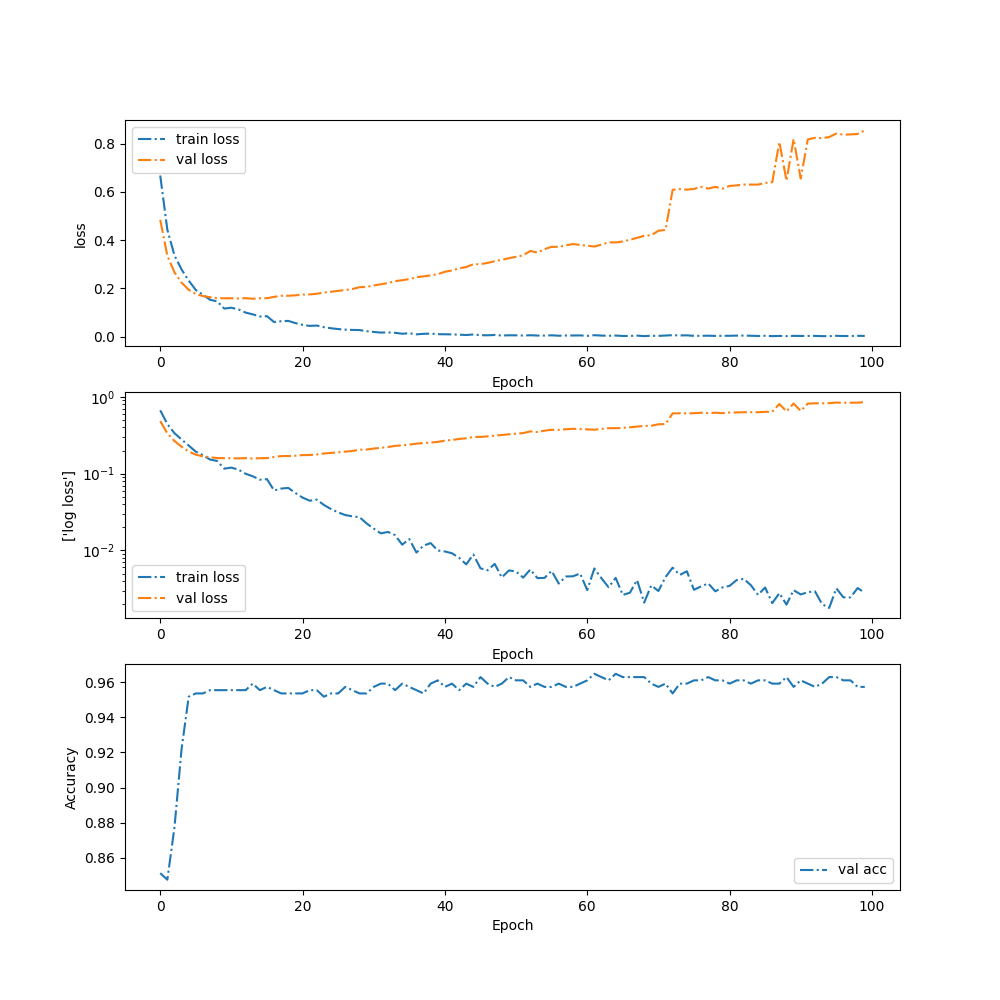 train loss
val loss
loss
0.8
0.6
0.4
0.2
0.0
0 20 40 60 80 100
Epoch
10^0
10^-1
10^-2
['log loss']
train loss
val loss
0 20 40 60 80 100
Epoch
0.96
0.94
0.92
0.90
0.88
0.86
Accuracy
val acc
0 20 40 60 80 100
Epoch